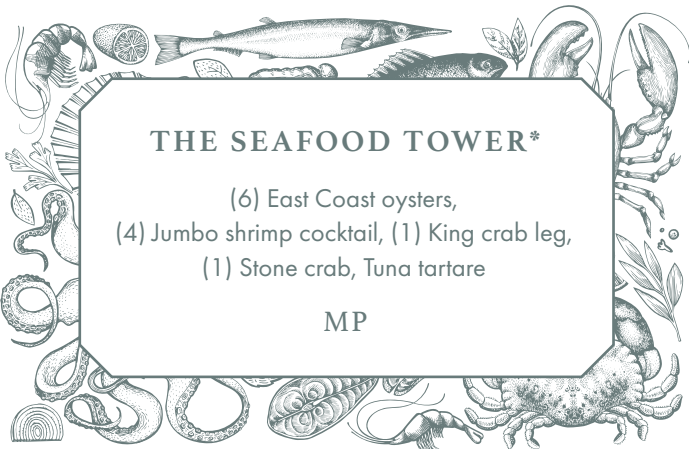 THE SEAFOOD TOWER*
(6) East Coast oysters,
(4) Jumbo shrimp cocktail, (1) King crab leg,
(1) Stone crab, Tuna tartare
MP